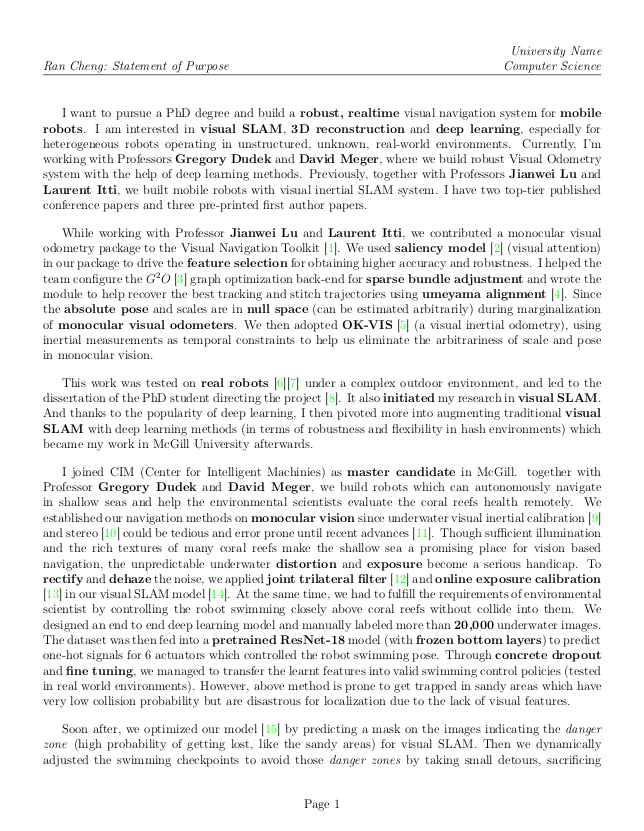 University Name
Ran Cheng: Statement of Purpose Computer Science
I want to pursue a PhD degree and build a robust, realtime visual navigation system for mobile
robots. I am interested in visual SLAM, 3D reconstruction and deep learning, especially for
heterogeneous robots operating in unstructured, unknown, real-world environments. Currently, I'm
working with Professors Gregory Dudek and David Meger, where we build robust Visual Odometry
system with the help of deep learning methods. Previously, together with Professors Jianwei Lu and
Laurent Itti, we built mobile robots with visual inertial SLAM system. I have two top-tier published
conference papers and three pre-printed first author papers.
While working with Professor Jianwei Lu and Laurent Itti, we contributed a monocular visual
odometry package to the Visual Navigation Toolkit [1]. We used saliency model [2] (visual attention)
in our package to drive the feature selection for obtaining higher accuracy and robustness. I helped the
team configure the G²O [3] graph optimization back-end for sparse bundle adjustment and wrote the
module to help recover the best tracking and stitch trajectories using umeyama alignment [4]. Since
the absolute pose and scales are in null space (can be estimated arbitrarily) during marginalization
of monocular visual odometers. We then adopted OK-VIS [5] (a visual inertial odometry), using
inertial measurements as temporal constraints to help us eliminate the arbitrariness of scale and pose
in monocular vision.
This work was tested on real robots [6][7] under a complex outdoor environment, and led to the
dissertation of the PhD student directing the project [8]. It also initiated my research in visual SLAM.
And thanks to the popularity of deep learning, I then pivoted more into augmenting traditional visual
SLAM with deep learning methods (in terms of robustness and flexibility in hash environments) which
became my work in McGill University afterwards.
I joined CIM (Center for Intelligent Machinies) as master candidate in McGill. together with
Professor Gregory Dudek and David Meger, we build robots which can autonomously navigate
in shallow seas and help the environmental scientists evaluate the coral reefs health remotely. We
established our navigation methods on monocular vision since underwater visual inertial calibration [9]
and stereo [10] could be tedious and error prone until recent advances [11]. Though sufficient illumination
and the rich textures of many coral reefs make the shallow sea a promising place for vision based
navigation, the unpredictable underwater distortion and exposure become a serious handicap. To
rectify and dehaze the noise, we applied joint trilateral filter [12] and online exposure calibration
[13] in our visual SLAM model [14]. At the same time, we had to fulfill the requirements of environmental
scientist by controlling the robot swimming closely above coral reefs without collide into them. We
designed an end to end deep learning model and manually labeled more than 20,000 underwater images.
The dataset was then fed into a pretrained ResNet-18 model (with frozen bottom layers) to predict
one-hot signals for 6 actuators which controlled the robot swimming pose. Through concrete dropout
and fine tuning, we managed to transfer the learnt features into valid swimming control policies (tested
in real world environments). However, above method is prone to get trapped in sandy areas which have
very low collision probability but are disastrous for localization due to the lack of visual features.
Soon after, we optimized our model [15] by predicting a mask on the images indicating the danger
zone (high probability of getting lost, like the sandy areas) for visual SLAM. Then we dynamically
adjusted the swimming checkpoints to avoid those danger zones by taking small detours, sacrificing
Page 1